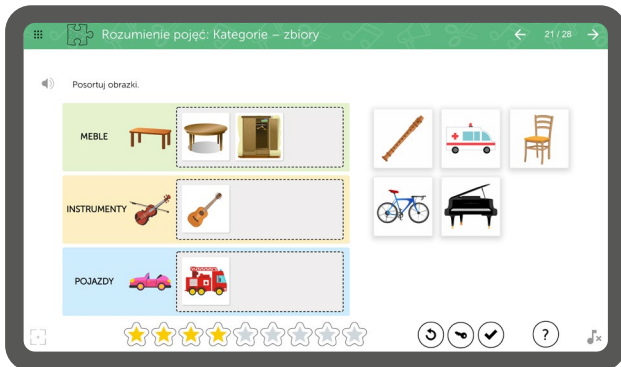 Rozumienie pojęć: Kategorie – zbiory
21 / 28
Posortuj obrazki.
MEBLE
INSTRUMENTY
POJAZDY
?